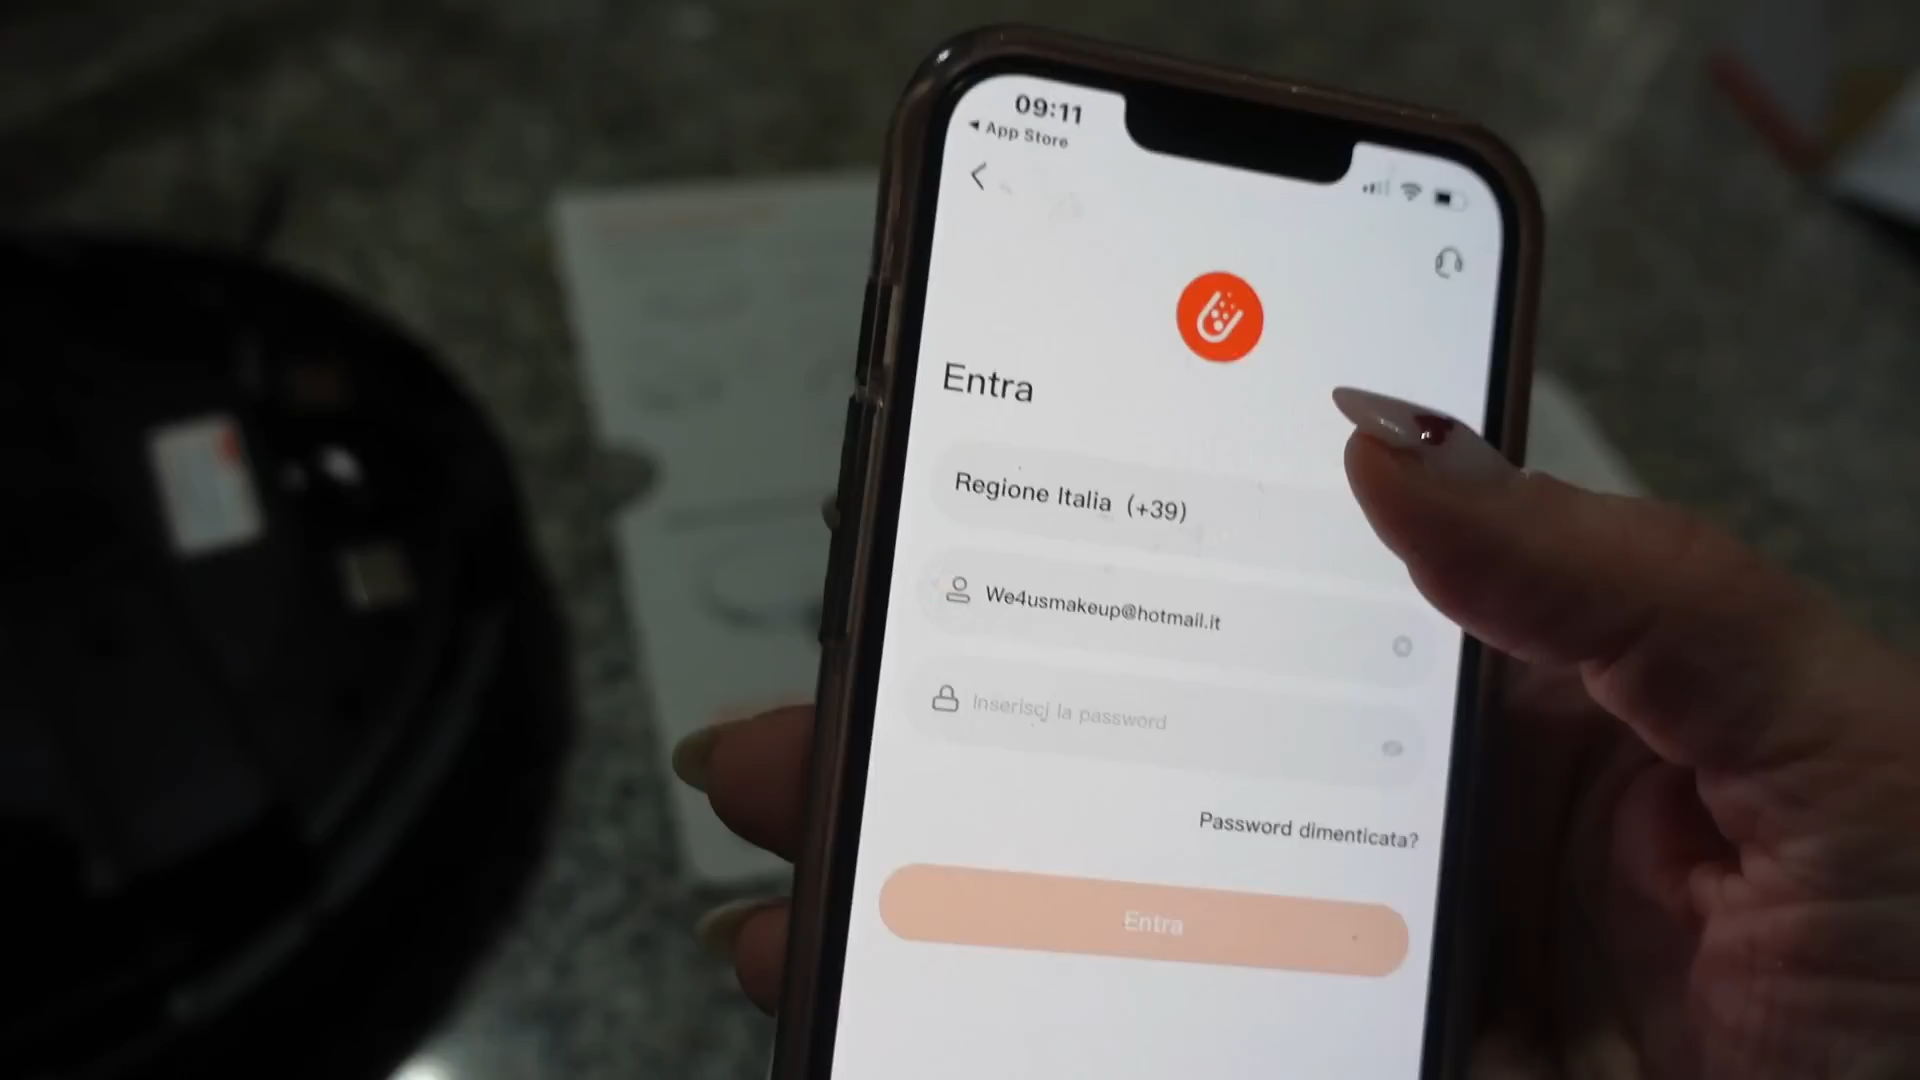 09:11
App Store
Entra
Regione Italia (+39)
We4usmakeup@hotmail.it
Inserisci la password
Password dimenticata?
Entra